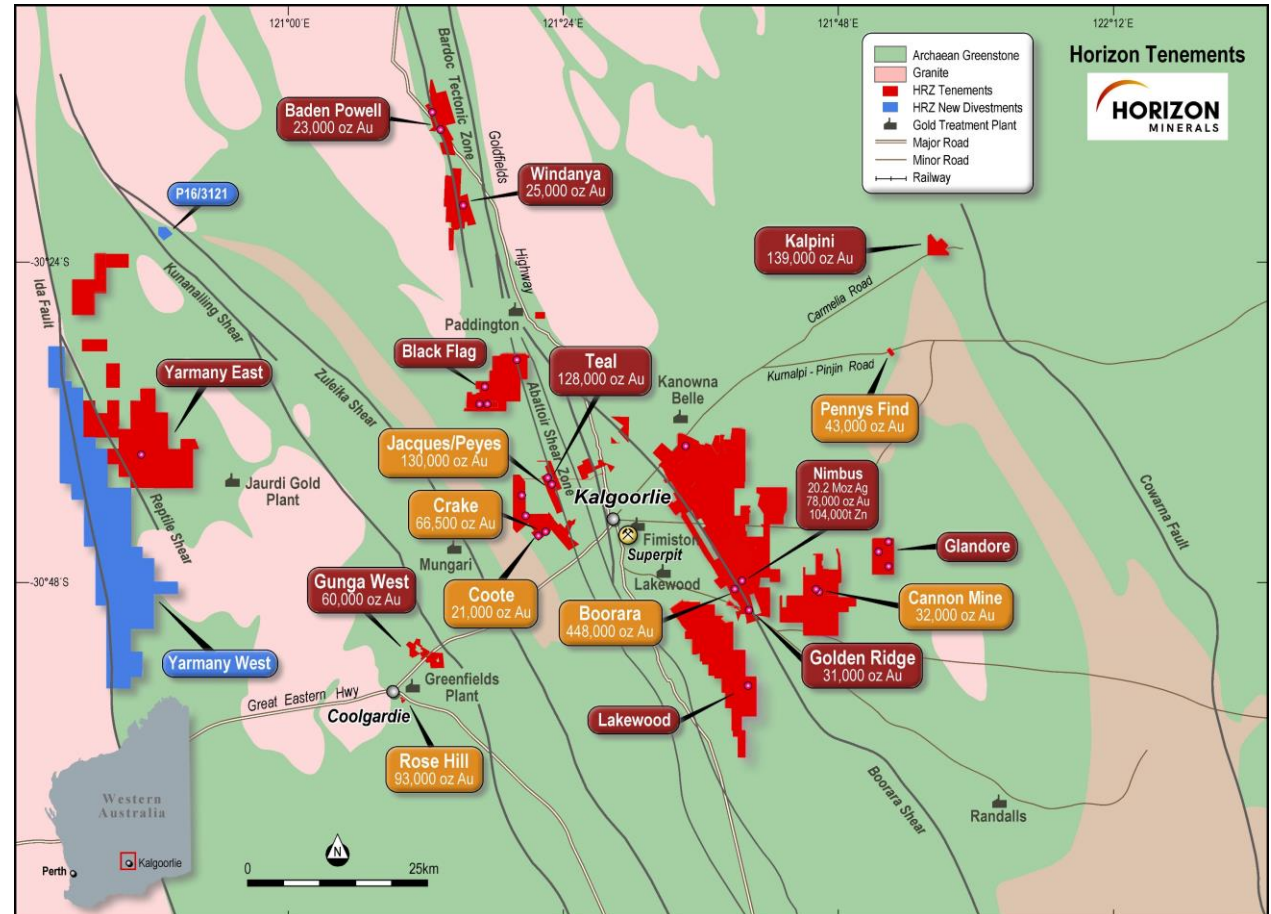 121°00´E
121°24´E
121°48´E
122°12´E
Horizon Tenements
HORIZON
MINERALS
Archaean Greenstone
Granite
HRZ Tenements
HRZ New Divestments
Gold Treatment Plant
Major Road
Minor Road
Railway
Baden Powell
23,000 oz Au
Bardoc Tectonic Zone
Goldfields
Highway
Windanya
25,000 oz Au
P16/3121
Kalpini
139,000 oz Au
-30°24´S
Ida Fault
Kunanalling Shear
Carmelia Road
Paddington
Black Flag
Teal
128,000 oz Au
Kurnalpi - Pinjin Road
Yarmany East
Zuleika Shear
Abattoir Shear Zone
Kanowna
Belle
Pennys Find
43,000 oz Au
Jacques/Peyes
130,000 oz Au
Jaurdi Gold
Plant
Reptile Shear
Kalgoorlie
Nimbus
20.2 Moz Ag
78,000 oz Au
104,000t Zn
Cowarna Fault
Crake
66,500 oz Au
Fimiston
Superpit
Glandore
Mungari
Lakewood
-30°48´S
Gunga West
60,000 oz Au
Coote
21,000 oz Au
Boorara
448,000 oz Au
Cannon Mine
32,000 oz Au
Yarmany West
Golden Ridge
31,000 oz Au
Greenfields
Plant
Great Eastern Hwy
Coolgardie
Lakewood
Rose Hill
93,000 oz Au
Boorara Shear
Randalls
Western
Australia
Kalgoorlie
Perth
N
0
25km